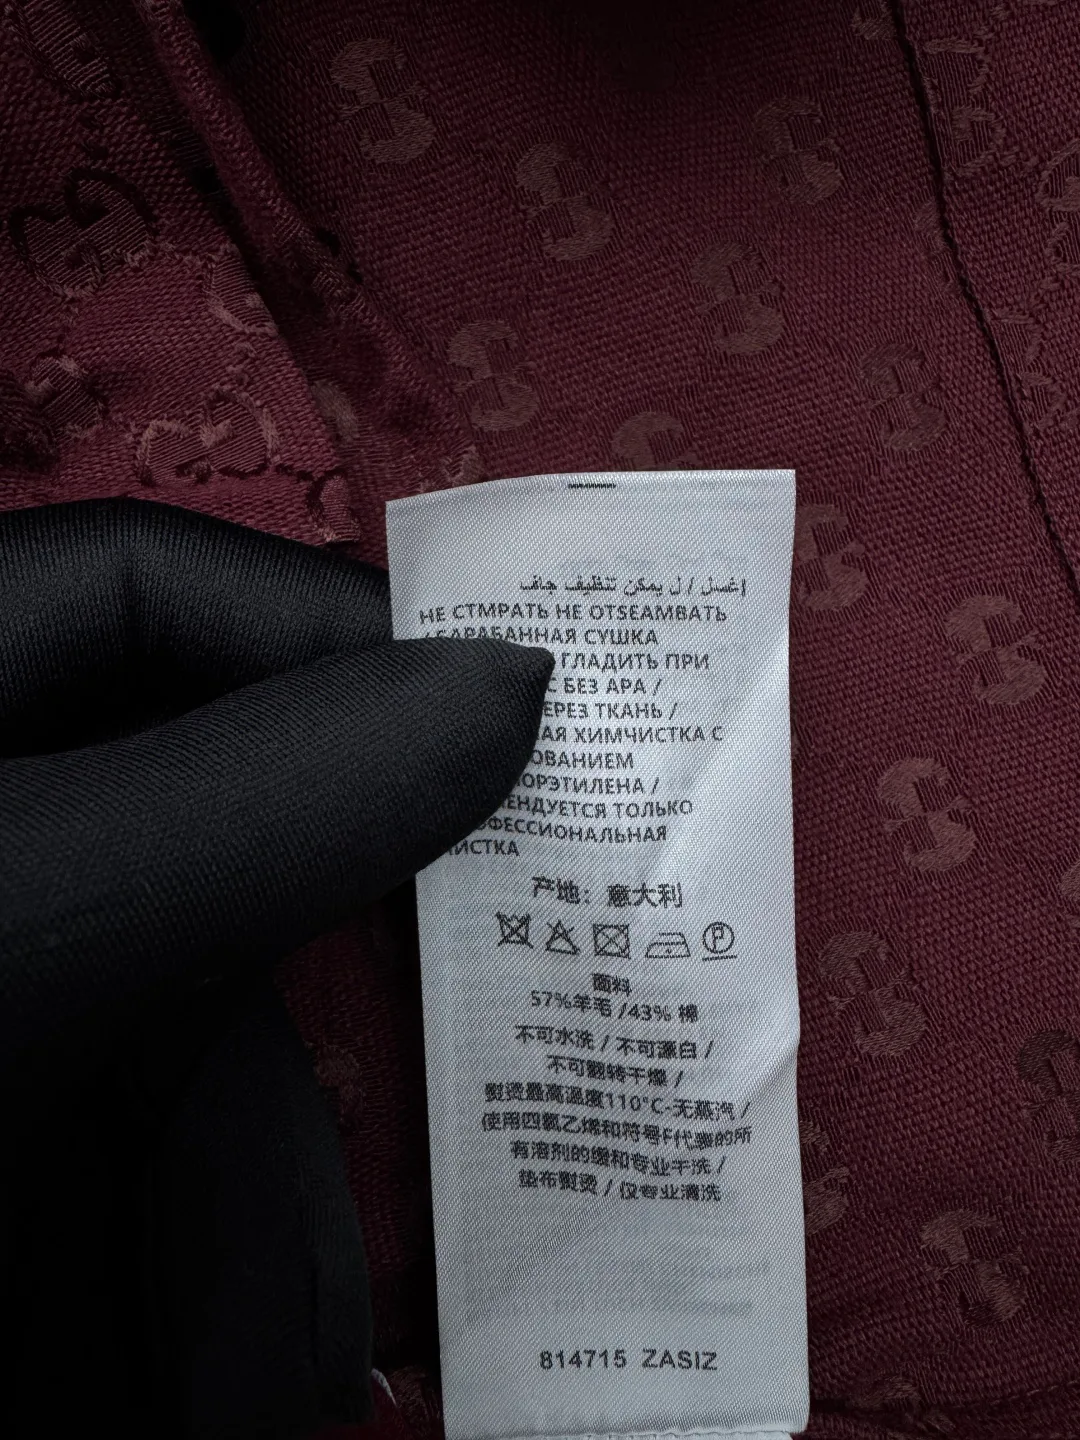 إغسل / ل يمكن تنظيف جاف
НЕ СТМРАТЬ НЕ OTSEAMBATЬ
/ БАРАБАННАЯ СУШКА
ГЛАДИТЬ ПРИ
С БЕЗ АРА /
ЕРЕЗ ТКАНЬ /
АЯ ХИМЧИСТКА С
ОВАНИЕМ
ОРЭТИЛЕНА /
ЕНДУЕТСЯ ТОЛЬКО
ФЕССИОНАЛЬНАЯ
ИСТКА
产地：意大利
P
面料
57%羊毛 /43% 棉
不可水洗 / 不可漂白 /
不可翻转干燥 /
熨烫最高温度110°C-无蒸汽 /
使用四氯乙烯和符号F代表的所
有溶剂的缓和专业干洗 /
垫布熨烫 / 仅专业清洗
814715 ZASIZ